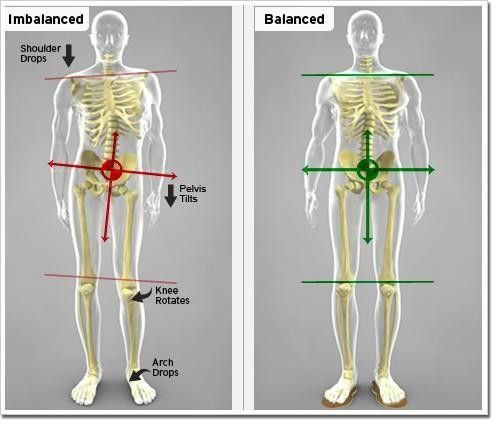 Imbalanced
Shoulder
Drops
Pelvis
Tilts
Knee
Rotates
Arch
Drops
Balanced